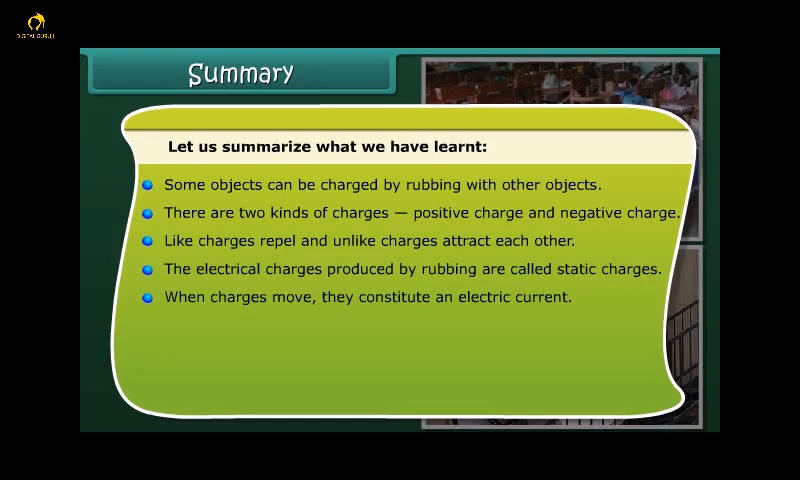 DIGITAL GURUJI
Summary
Let us summarize what we have learnt:
Some objects can be charged by rubbing with other objects.
There are two kinds of charges — positive charge and negative charge.
Like charges repel and unlike charges attract each other.
The electrical charges produced by rubbing are called static charges.
When charges move, they constitute an electric current.